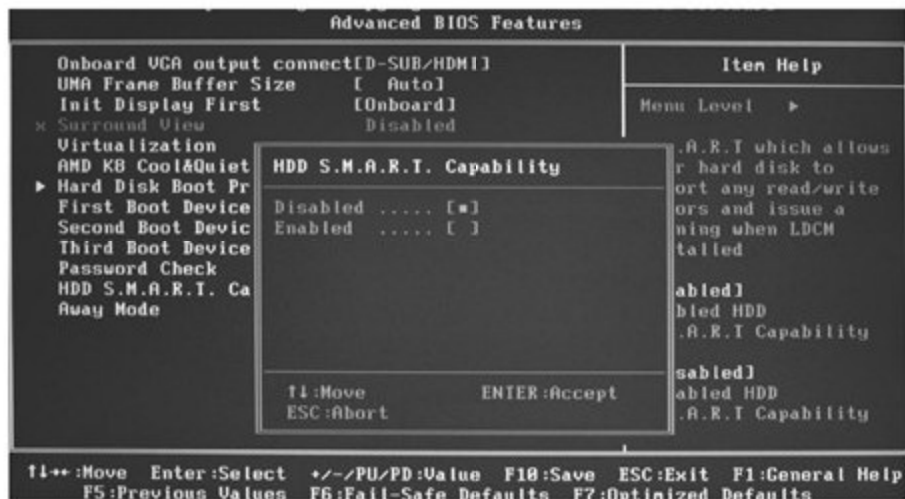 Advanced BIOS Features
Onboard VGA output connect[D-SUB/HDMI]
UMA Frame Buffer Size [ Auto]
Init Display First [Onboard]
x Surround View Disabled
Virtualization
AMD K8 Cool&Quiet
▶ Hard Disk Boot Pr
First Boot Device
Second Boot Devic
Third Boot Device
Password Check
HDD S.M.A.R.T. Ca
Away Mode
HDD S.M.A.R.T. Capability
Disabled ..... [■]
Enabled ..... [ ]
↑↓:Move ENTER:Accept
ESC:Abort
Item Help
Menu Level ▶
.A.R.T which allows
r hard disk to
ort any read/write
ors and issue a
ning when LDCM
talled
abled]
bled HDD
.A.R.T Capability
sabled]
abled HDD
.A.R.T Capability
↑↓→←:Move Enter:Select +/-/PU/PD:Value F10:Save ESC:Exit F1:General Help
F5:Previous Values F6:Fail-Safe Defaults F7:Optimized Defaults